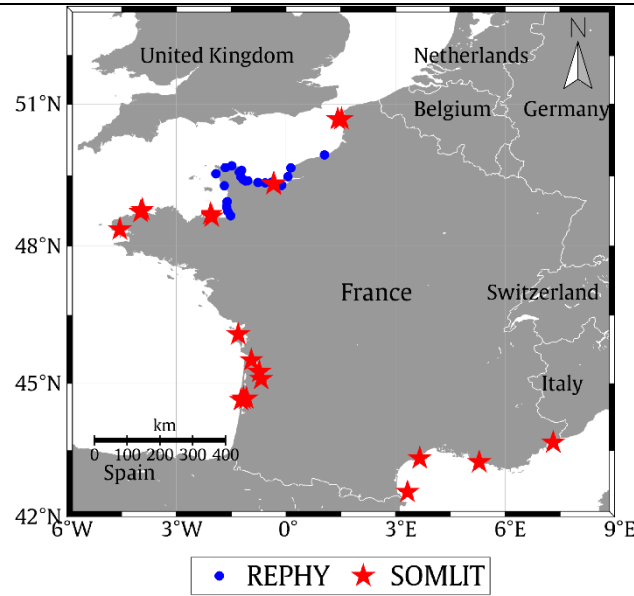 United Kingdom
Netherlands
N
51°N
Belgium
Germany
48°N
France
Switzerland
45°N
Italy
km
0 100 200 300 400
Spain
42°N
6°W 3°W 0° 3°E 6°E 9°E
REPHY SOMLIT